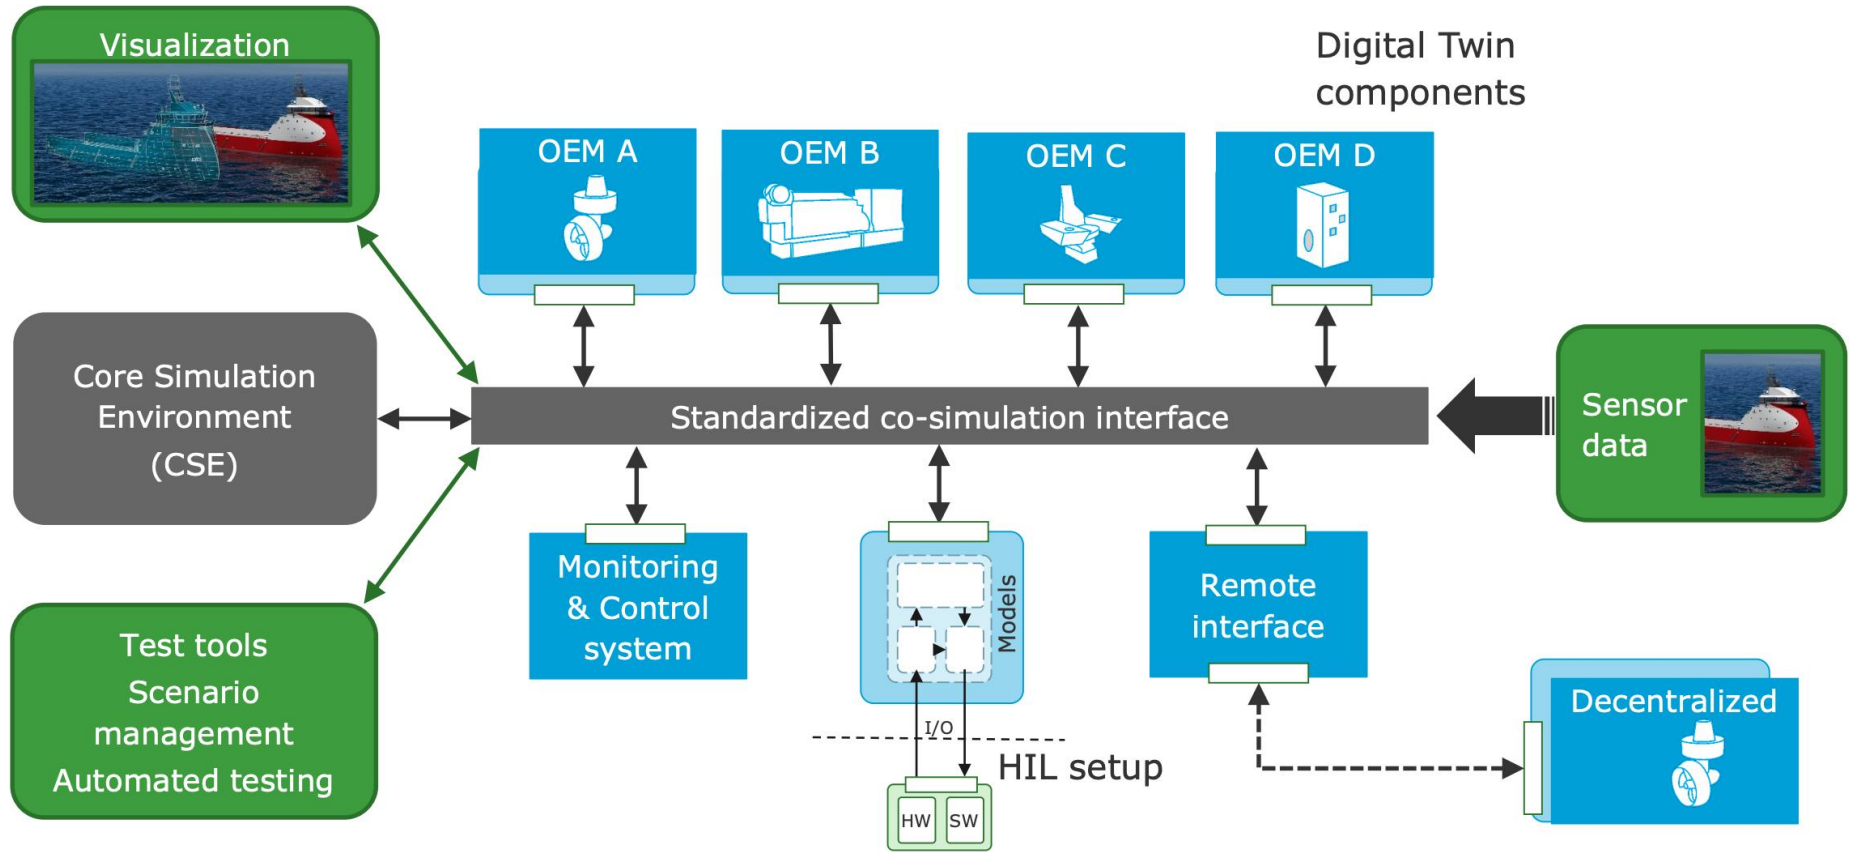 Visualization
Digital Twin
components
OEM A
OEM B
OEM C
OEM D
Core Simulation
Environment
(CSE)
Standardized co-simulation interface
Sensor
data
Monitoring
& Control
system
Models
Remote
interface
Test tools
Scenario
management
Automated testing
I/O
HIL setup
HW
SW
Decentralized